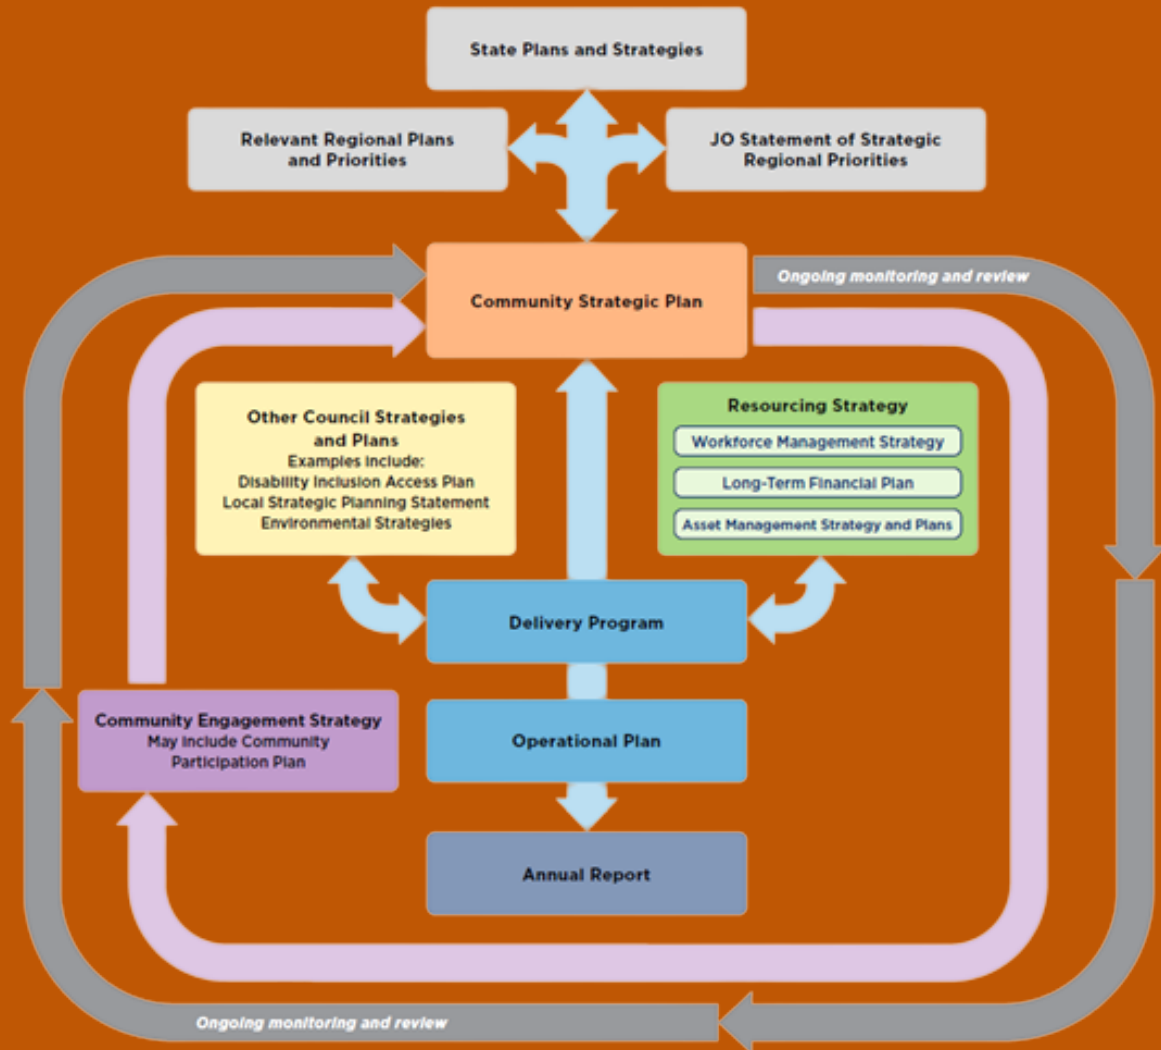 State Plans and Strategies
Relevant Regional Plans
and Priorities
JO Statement of Strategic
Regional Priorities
Community Strategic Plan
Ongoing monitoring and review
Other Council Strategies
and Plans
Examples include:
Disability Inclusion Access Plan
Local Strategic Planning Statement
Environmental Strategies
Resourcing Strategy
Workforce Management Strategy
Long-Term Financial Plan
Asset Management Strategy and Plans
Delivery Program
Community Engagement Strategy
May include Community
Participation Plan
Operational Plan
Annual Report
Ongoing monitoring and review